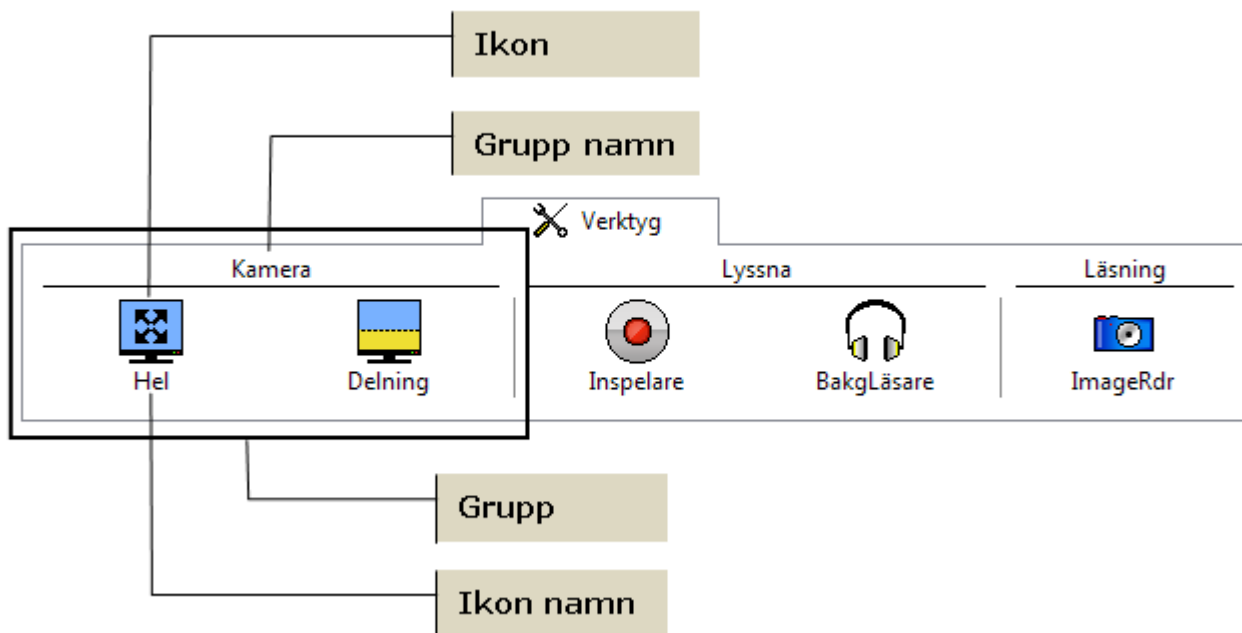 Ikon
Grupp namn
Verktyg
Kamera Lyssna Läsning
Hel Delning Inspelare BakgLäsare ImageRdr
Grupp
Ikon namn